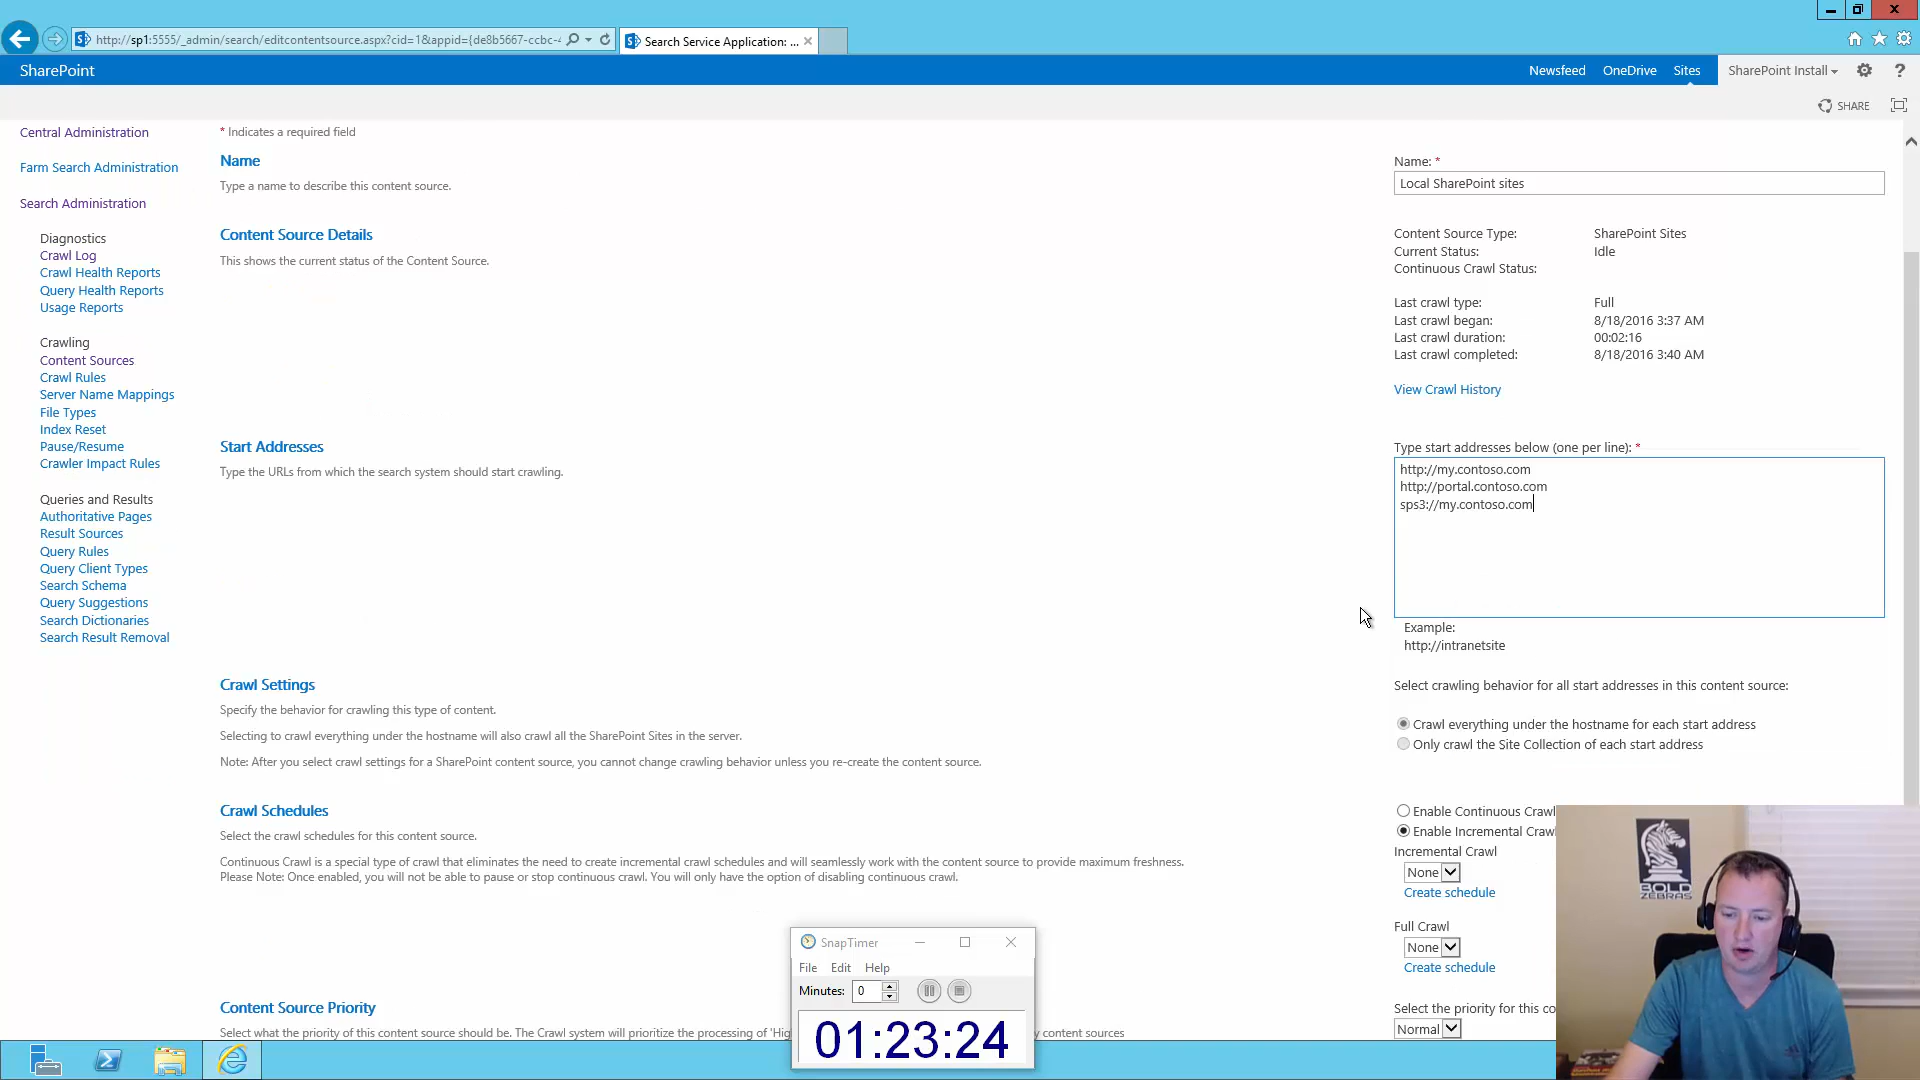 http://sp1:5555/_admin/search/editcontentsource.aspx?cid=1&appid={de8b5667-ccbc-
Search Service Application: ...
SharePoint
Newsfeed
OneDrive
Sites
SharePoint Install
?
SHARE
Central Administration
Farm Search Administration
Search Administration
Diagnostics
Crawl Log
Crawl Health Reports
Query Health Reports
Usage Reports
Crawling
Content Sources
Crawl Rules
Server Name Mappings
File Types
Index Reset
Pause/Resume
Crawler Impact Rules
Queries and Results
Authoritative Pages
Result Sources
Query Rules
Query Client Types
Search Schema
Query Suggestions
Search Dictionaries
Search Result Removal
* Indicates a required field
Name
Type a name to describe this content source.
Name: *
Local SharePoint sites
Content Source Details
This shows the current status of the Content Source.
Content Source Type: SharePoint Sites
Current Status: Idle
Continuous Crawl Status:
Last crawl type: Full
Last crawl began: 8/18/2016 3:37 AM
Last crawl duration: 00:02:16
Last crawl completed: 8/18/2016 3:40 AM
View Crawl History
Start Addresses
Type the URLs from which the search system should start crawling.
Type start addresses below (one per line): *
http://my.contoso.com
http://portal.contoso.com
sps3://my.contoso.com
Example:
http://intranetsite
Crawl Settings
Specify the behavior for crawling this type of content.
Selecting to crawl everything under the hostname will also crawl all the SharePoint Sites in the server.
Note: After you select crawl settings for a SharePoint content source, you cannot change crawling behavior unless you re-create the content source.
Select crawling behavior for all start addresses in this content source:
Crawl everything under the hostname for each start address
Only crawl the Site Collection of each start address
Crawl Schedules
Select the crawl schedules for this content source.
Continuous Crawl is a special type of crawl that eliminates the need to create incremental crawl schedules and will seamlessly work with the content source to provide maximum freshness.
Please Note: Once enabled, you will not be able to pause or stop continuous crawl. You will only have the option of disabling continuous crawl.
Enable Continuous Crawl
Enable Incremental Crawl
Incremental Crawl
None
Create schedule
Full Crawl
None
Create schedule
Content Source Priority
Select what the priority of this content source should be. The Crawl system will prioritize the processing of 'Hig
y content sources
Select the priority for this co
Normal
SnapTimer
File Edit Help
Minutes: 0
01:23:24
BOLD
ZEBRAS